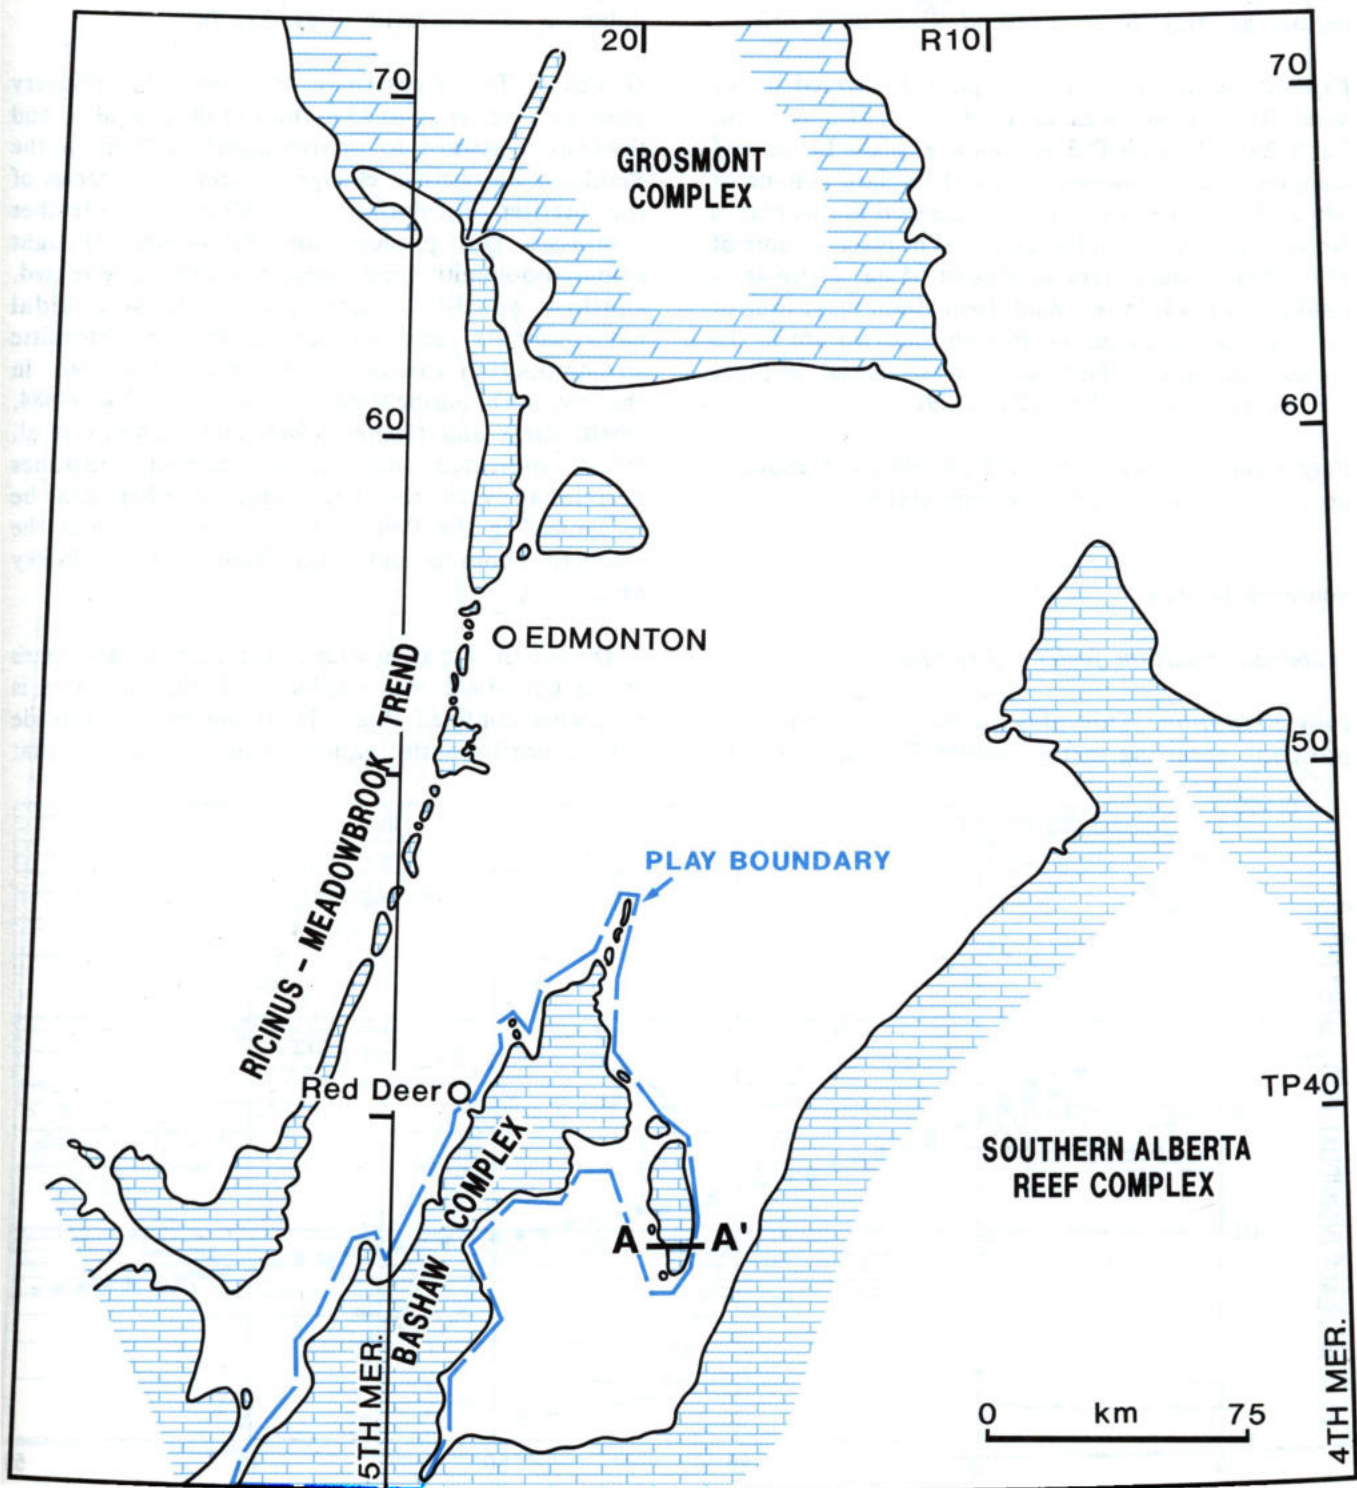 20
R10
70
70
GROSMONT
COMPLEX
60
60
EDMONTON
RICINUS - MEADOWBROOK TREND
50
PLAY BOUNDARY
Red Deer
TP40
SOUTHERN ALBERTA
REEF COMPLEX
BASHAW COMPLEX
A A'
5TH MER.
0 km 75
4TH MER.